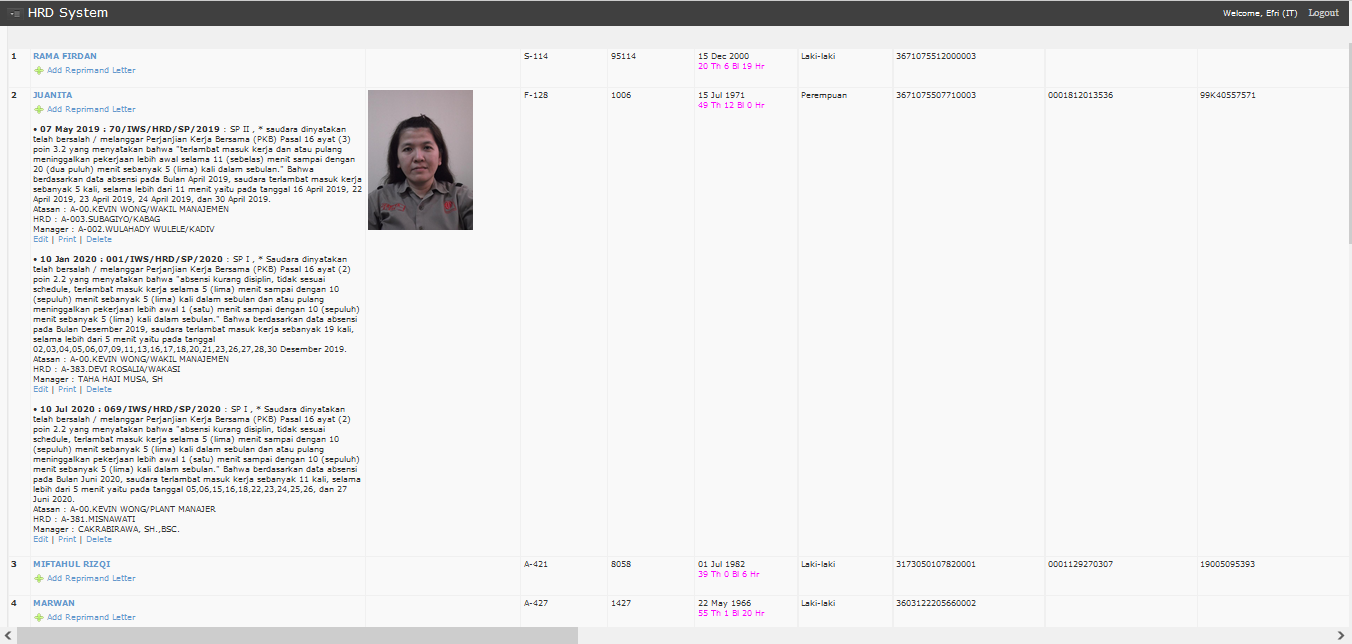 HRD System
Welcome, Efri (IT) Logout
1 RAMA FIRDAN S-114 95114 15 Dec 2000 Laki-laki 3671075512000003
Add Reprimand Letter 20 Th 6 Bl 19 Hr
2 JUANITA F-128 1006 15 Jul 1971 Perempuan 3671075507710003 0001812013536 99K40557571
Add Reprimand Letter 49 Th 12 Bl 0 Hr
• 07 May 2019 : 70/IWS/HRD/SP/2019 : SP II , * saudara dinyatakan
telah bersalah / melanggar Perjanjian Kerja Bersama (PKB) Pasal 16 ayat (3)
poin 3.2 yang menyatakan bahwa "terlambat masuk kerja dan atau pulang
meninggalkan pekerjaan lebih awal selama 11 (sebelas) menit sampai dengan
20 (dua puluh) menit sebanyak 5 (lima) kali dalam sebulan." Bahwa
berdasarkan data absensi pada Bulan April 2019, saudara terlambat masuk kerja
sebanyak 5 kali, selama lebih dari 11 menit yaitu pada tanggal 16 April 2019, 22
April 2019, 23 April 2019, 24 April 2019, dan 30 April 2019.
Atasan : A-00.KEVIN WONG/WAKIL MANAJEMEN
HRD : A-003.SUBAGIYO/KABAG
Manager : A-002.WULAHADY WULELE/KADIV
Edit | Print | Delete
• 10 Jan 2020 : 001/IWS/HRD/SP/2020 : SP I , * Saudara dinyatakan
telah bersalah / melanggar Perjanjian Kerja Bersama (PKB) Pasal 16 ayat (2)
poin 2.2 yang menyatakan bahwa "absensi kurang disiplin, tidak sesuai
schedule, terlambat masuk kerja selama 5 (lima) menit sampai dengan 10
(sepuluh) menit sebanyak 5 (lima) kali dalam sebulan dan atau pulang
meninggalkan pekerjaan lebih awal 1 (satu) menit sampai dengan 10 (sepuluh)
menit sebanyak 5 (lima) kali dalam sebulan." Bahwa berdasarkan data absensi
pada Bulan Desember 2019, saudara terlambat masuk kerja sebanyak 19 kali,
selama lebih dari 5 menit yaitu pada tanggal
02,03,04,05,06,07,09,11,13,16,17,18,20,21,23,26,27,28,30 Desember 2019.
Atasan : A-00.KEVIN WONG/WAKIL MANAJEMEN
HRD : A-383.DEVI ROSALIA/WAKASI
Manager : TAHA HAJI MUSA, SH
Edit | Print | Delete
• 10 Jul 2020 : 069/IWS/HRD/SP/2020 : SP I , * Saudara dinyatakan
telah bersalah / melanggar Perjanjian Kerja Bersama (PKB) Pasal 16 ayat (2)
poin 2.2 yang menyatakan bahwa "absensi kurang disiplin, tidak sesuai
schedule, terlambat masuk kerja selama 5 (lima) menit sampai dengan 10
(sepuluh) menit sebanyak 5 (lima) kali dalam sebulan dan atau pulang
meninggalkan pekerjaan lebih awal 1 (satu) menit sampai dengan 10 (sepuluh)
menit sebanyak 5 (lima) kali dalam sebulan." Bahwa berdasarkan data absensi
pada Bulan Juni 2020, saudara terlambat masuk kerja sebanyak 11 kali, selama
lebih dari 5 menit yaitu pada tanggal 05,06,15,16,18,22,23,24,25,26, dan 27
Juni 2020.
Atasan : A-00.KEVIN WONG/PLANT MANAJER
HRD : A-381.MISNAWATI
Manager : CAKRABIRAWA, SH.,BSC.
Edit | Print | Delete
3 MIFTAHUL RIZQI A-421 8058 01 Jul 1982 Laki-laki 3173050107820001 0001129270307 19005095393
Add Reprimand Letter 39 Th 0 Bl 6 Hr
4 MARWAN A-427 1427 22 May 1966 Laki-laki 3603122205660002
Add Reprimand Letter 55 Th 1 Bl 20 Hr